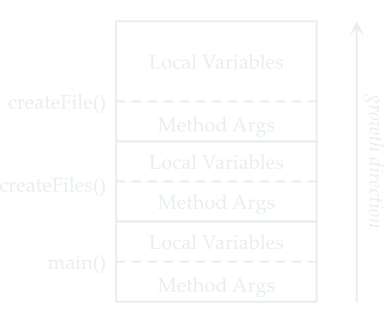 Local Variables
createFile()
Method Args
Local Variables
createFiles()
Method Args
Local Variables
main()
Method Args
growth direction